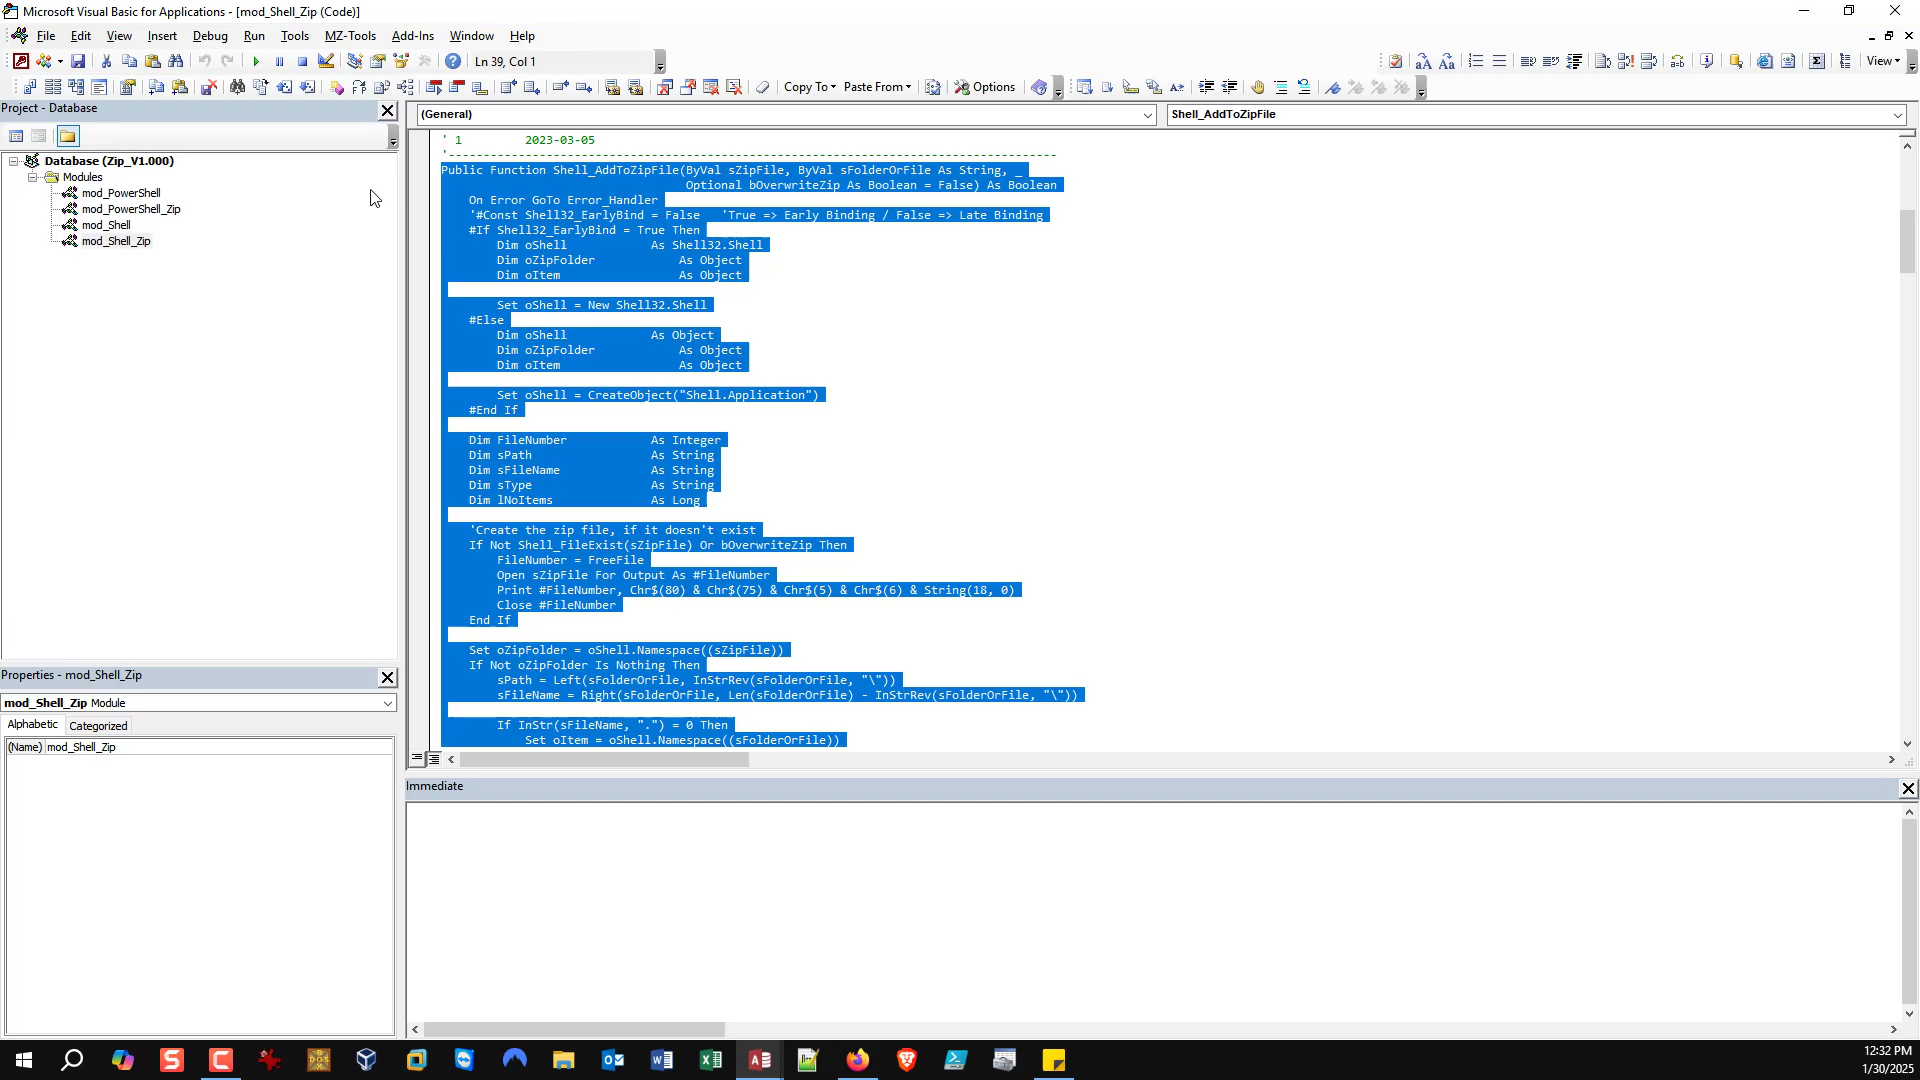 Microsoft Visual Basic for Applications - [mod_Shell_Zip (Code)]
File Edit View Insert Debug Run Tools MZ-Tools Add-Ins Window Help
Ln 39, Col 1
View
Copy To Paste From Options
Project - Database
(General)
Shell_AddToZipFile
Database (Zip_V1.000)
Modules
mod_PowerShell
mod_PowerShell_Zip
mod_Shell
mod_Shell_Zip
' 1 2023-03-05
'---------------------------------------------------------------------------------------
Public Function Shell_AddToZipFile(ByVal sZipFile, ByVal sFolderOrFile As String, _
Optional bOverwriteZip As Boolean = False) As Boolean
On Error GoTo Error_Handler
'#Const Shell32_EarlyBind = False 'True => Early Binding / False => Late Binding
#If Shell32_EarlyBind = True Then
Dim oShell As Shell32.Shell
Dim oZipFolder As Object
Dim oItem As Object
Set oShell = New Shell32.Shell
#Else
Dim oShell As Object
Dim oZipFolder As Object
Dim oItem As Object
Set oShell = CreateObject("Shell.Application")
#End If
Dim FileNumber As Integer
Dim sPath As String
Dim sFileName As String
Dim sType As String
Dim lNoItems As Long
'Create the zip file, if it doesn't exist
If Not Shell_FileExist(sZipFile) Or bOverwriteZip Then
FileNumber = FreeFile
Open sZipFile For Output As #FileNumber
Print #FileNumber, Chr$(80) & Chr$(75) & Chr$(5) & Chr$(6) & String(18, 0)
Close #FileNumber
End If
Set oZipFolder = oShell.Namespace((sZipFile))
If Not oZipFolder Is Nothing Then
sPath = Left(sFolderOrFile, InStrRev(sFolderOrFile, "\"))
sFileName = Right(sFolderOrFile, Len(sFolderOrFile) - InStrRev(sFolderOrFile, "\"))
If InStr(sFileName, ".") = 0 Then
Set oItem = oShell.Namespace((sFolderOrFile))
Properties - mod_Shell_Zip
mod_Shell_Zip Module
Alphabetic Categorized
(Name) mod_Shell_Zip
Immediate
12:32 PM
1/30/2025